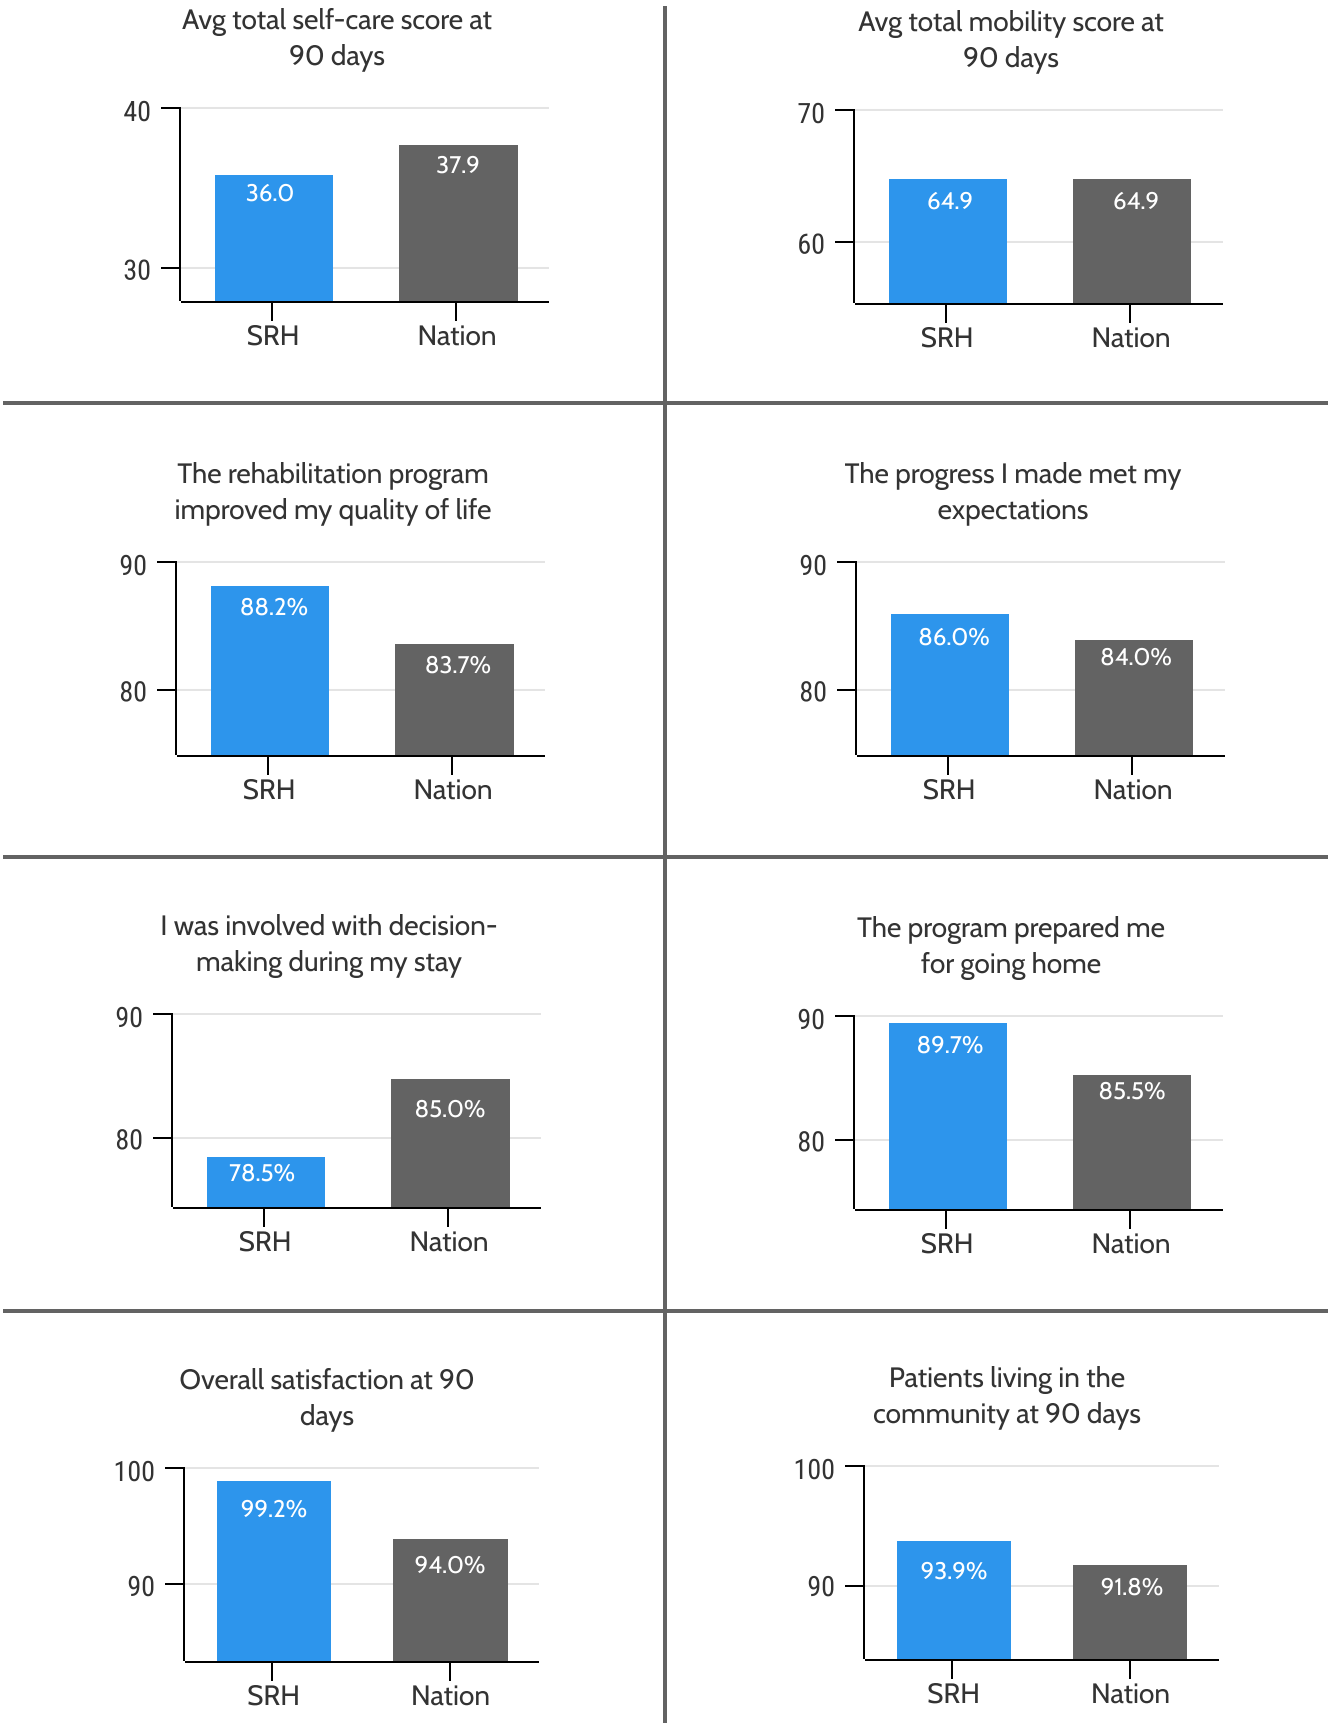 Avg total self-care score at
90 days
40
30
36.0
37.9
SRH
Nation
Avg total mobility score at
90 days
70
60
64.9
64.9
SRH
Nation
The rehabilitation program
improved my quality of life
90
80
88.2%
83.7%
SRH
Nation
The progress I made met my
expectations
90
80
86.0%
84.0%
SRH
Nation
I was involved with decision-
making during my stay
90
80
78.5%
85.0%
SRH
Nation
The program prepared me
for going home
90
80
89.7%
85.5%
SRH
Nation
Overall satisfaction at 90
days
100
90
99.2%
94.0%
SRH
Nation
Patients living in the
community at 90 days
100
90
93.9%
91.8%
SRH
Nation